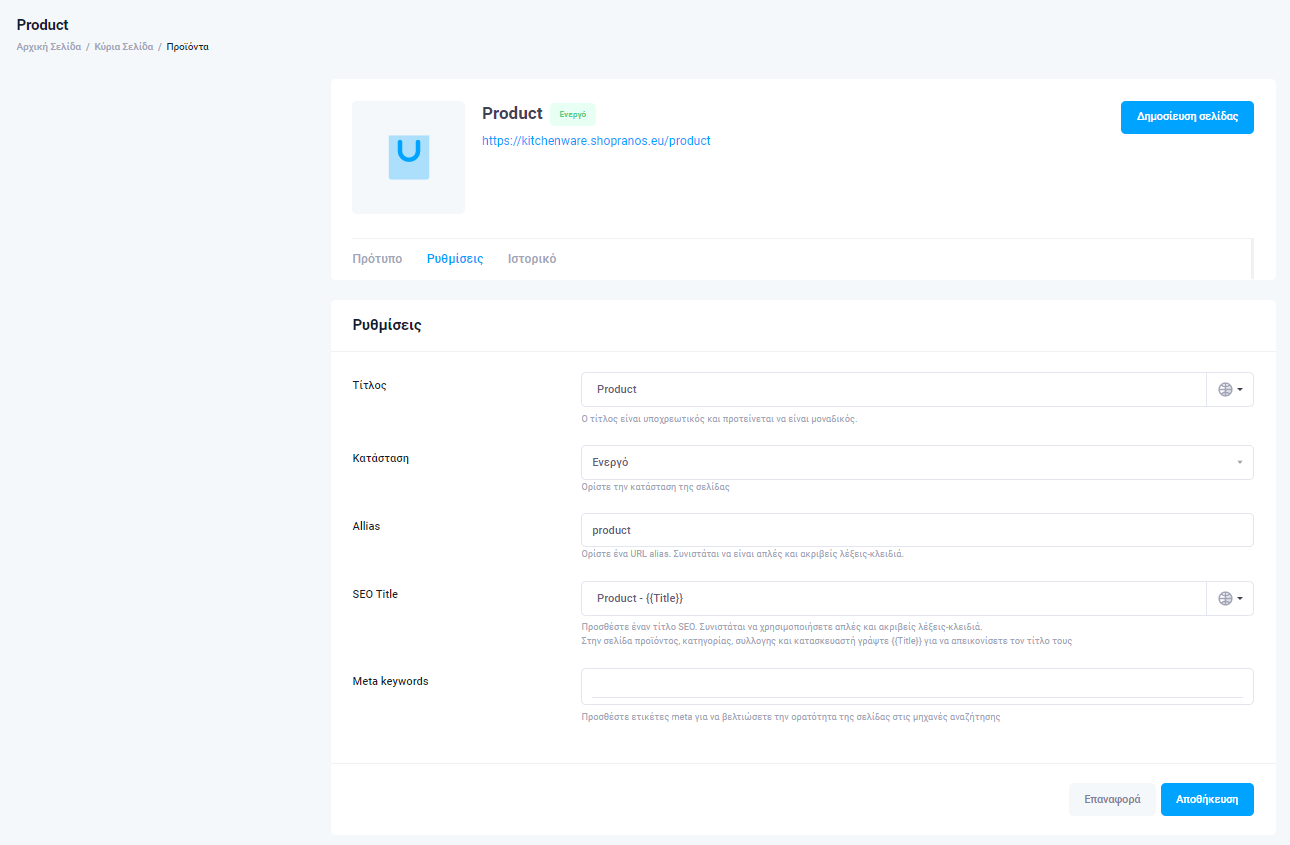 Product
Αρχική Σελίδα / Κύρια Σελίδα / Προϊόντα
Product Ενεργό
Δημοσίευση σελίδας
https://kitchenware.shopranos.eu/product
Πρότυπο Ρυθμίσεις Ιστορικό
Ρυθμίσεις
Τίτλος
Product
Ο τίτλος είναι υποχρεωτικός και προτείνεται να είναι μοναδικός.
Κατάσταση
Ενεργό
Ορίστε την κατάσταση της σελίδας
Allias
product
Ορίστε ένα URL alias. Συνιστάται να είναι απλές και ακριβείς λέξεις-κλειδιά.
SEO Title
Product - {{Title}}
Προσθέστε έναν τίτλο SEO. Συνιστάται να χρησιμοποιήσετε απλές και ακριβείς λέξεις-κλειδιά.
Στην σελίδα προϊόντος, κατηγορίας, συλλογης και κατασκευαστή γράψτε {{Title}} για να απεικονίσετε τον τίτλο τους
Meta keywords
Προσθέστε ετικέτες meta για να βελτιώσετε την ορατότητα της σελίδας στις μηχανές αναζήτησης
Επαναφορά Αποθήκευση